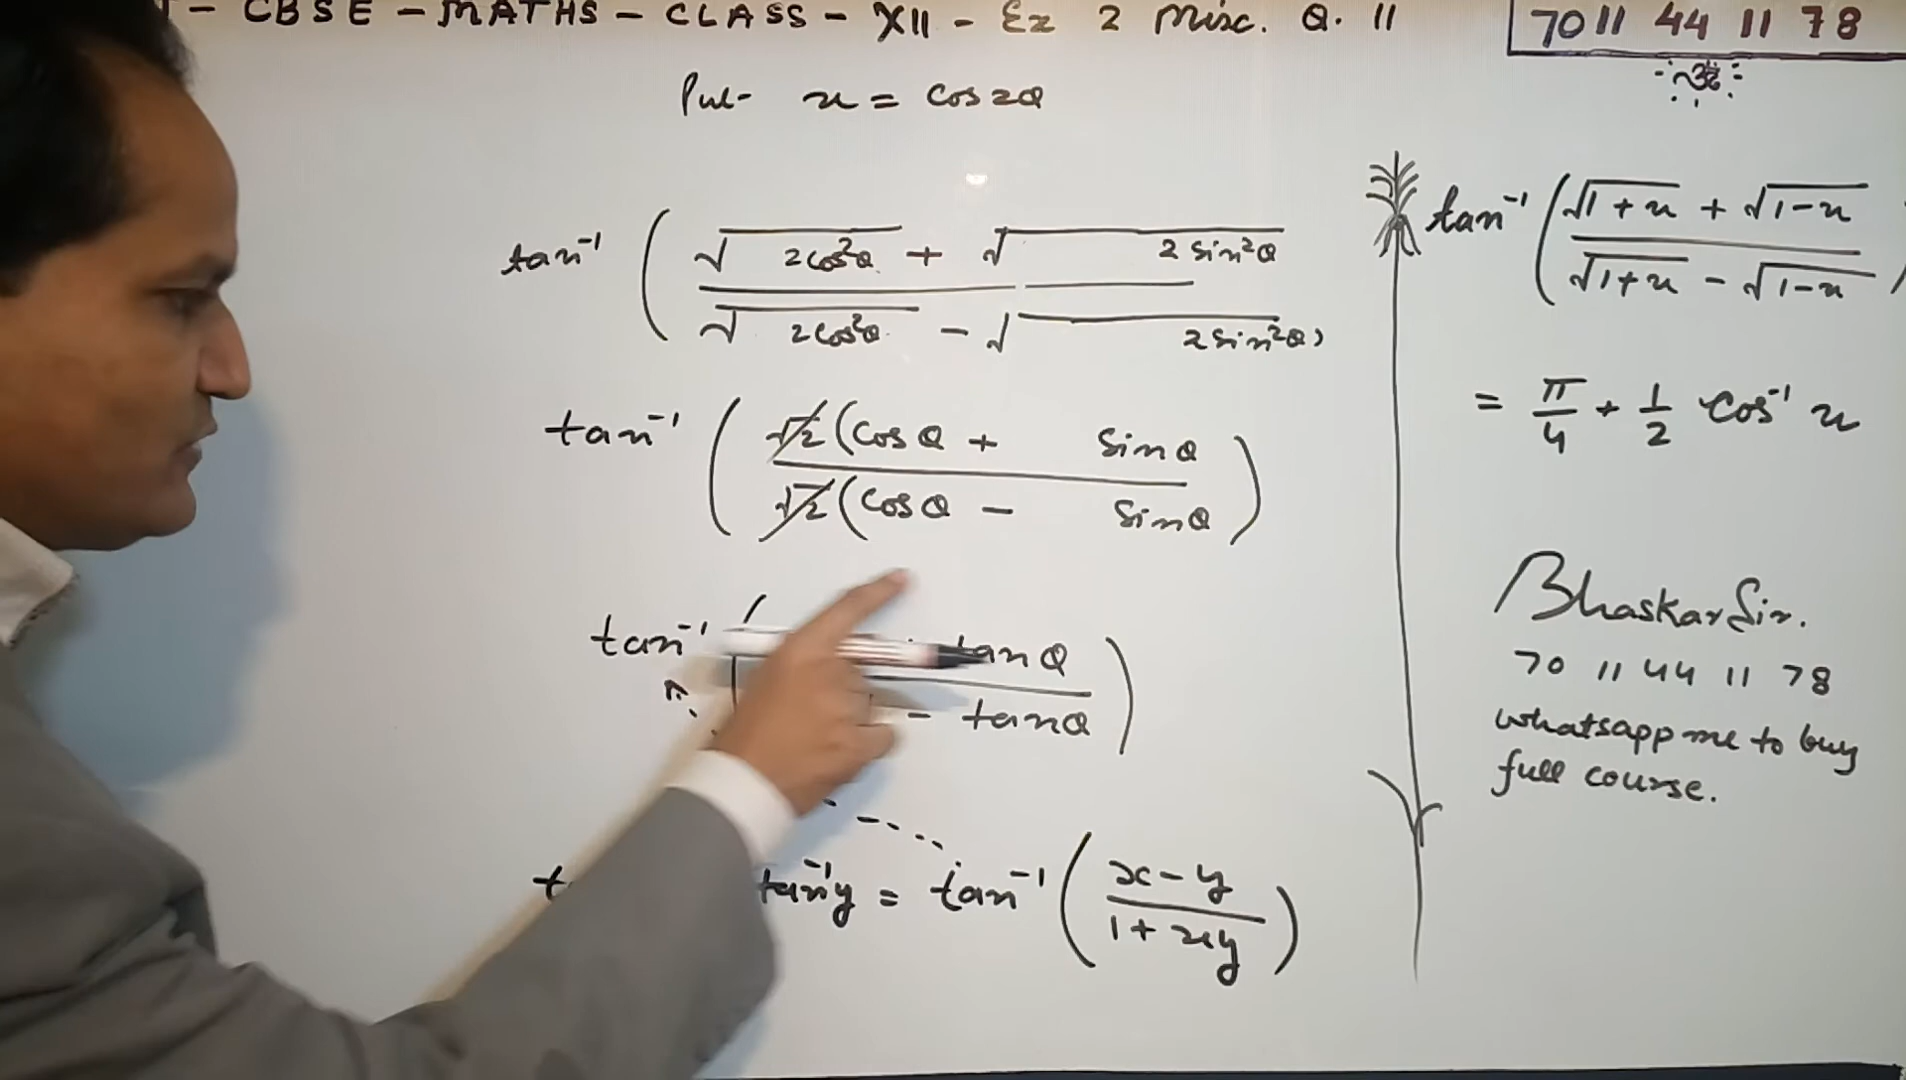 - CBSE - MATHS - CLASS - XII - Ex 2 Misc. Q. 11
70 11 44 11 78
ॐ
Put x = cos2θ
tan⁻¹ ( √2cos²θ + √2sin²θ
√2cos²θ - √2sin²θ )
tan⁻¹ ( √2 (cosθ + sinθ
√2 (cosθ - sinθ )
tan⁻¹ ( tanθ
- tanθ )
tan⁻¹y = tan⁻¹ ( x-y
1+xy )
tan⁻¹ ( √1+x + √1-x
√1+x - √1-x )
= π/4 + 1/2 cos⁻¹ x
Bhaskar Sir.
70 11 44 11 78
whatsapp me to buy
full course.